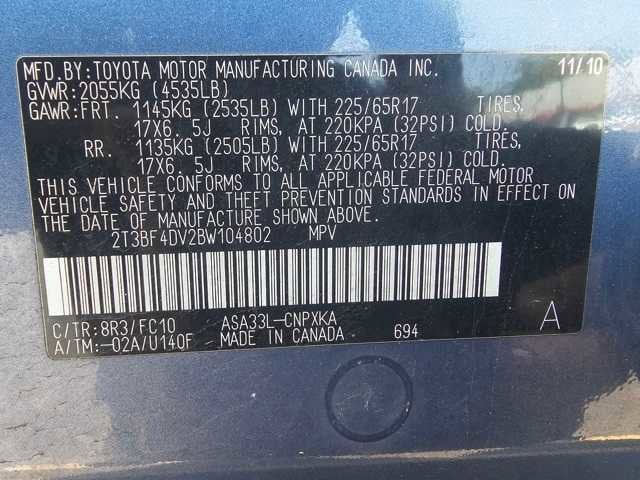 MFD.BY:TOYOTA MOTOR MANUFACTURING CANADA INC. 11/10
GVWR:2055KG (4535LB)
GAWR:FRT. 1145KG (2535LB) WITH 225/65R17 TIRES,
17X6.5J RIMS, AT 220KPA (32PSI) COLD.
RR. 1135KG (2505LB) WITH 225/65R17 TIRES,
17X6.5J RIMS, AT 220KPA (32PSI) COLD.
THIS VEHICLE CONFORMS TO ALL APPLICABLE FEDERAL MOTOR
VEHICLE SAFETY AND THEFT PREVENTION STANDARDS IN EFFECT ON
THE DATE OF MANUFACTURE SHOWN ABOVE.
2T3BF4DV2BW104802 MPV
C/TR:8R3/FC10 ASA33L-CNPXKA
A/TM:-02A/U140F MADE IN CANADA 694 A